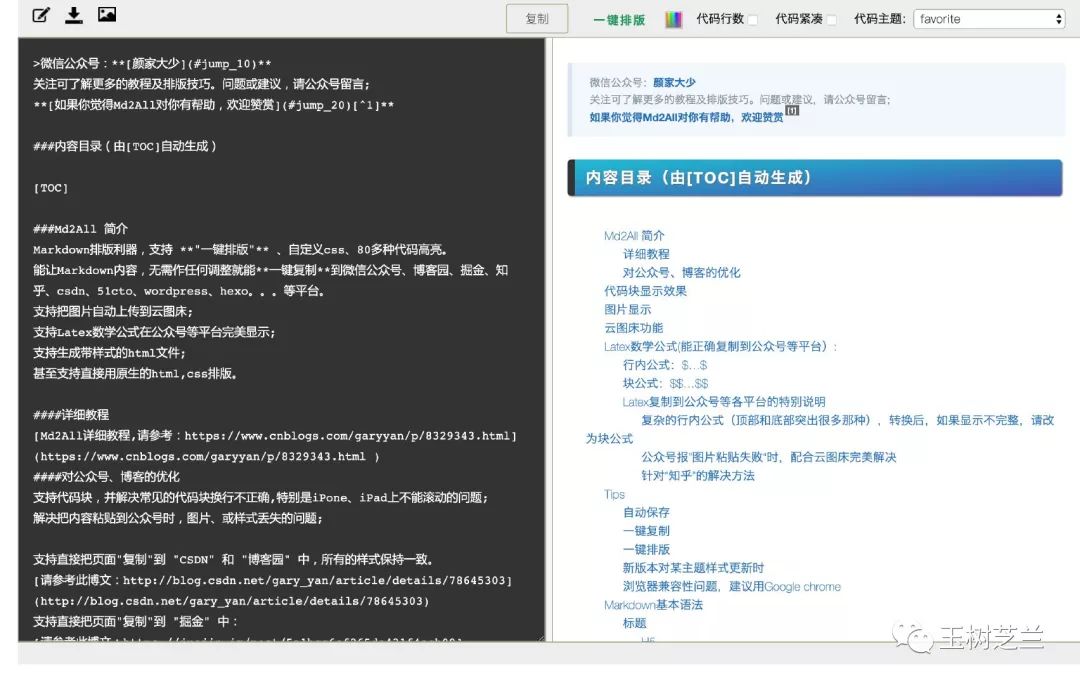 复制
一键排版
代码行数
代码紧凑
代码主题:
favorite
>微信公众号：**[颜家大少](#jump_10)**
关注可了解更多的教程及排版技巧。问题或建议，请公众号留言;
**[如果你觉得Md2All对你有帮助，欢迎赞赏](#jump_20)[^1]**
###内容目录（由[TOC]自动生成）
[TOC]
###Md2All 简介
Markdown排版利器，支持 **"一键排版"** 、自定义css、80多种代码高亮。
能让Markdown内容，无需作任何调整就能**一键复制**到微信公众号、博客园、掘金、知
乎、csdn、51cto、wordpress、hexo。。。等平台。
支持把图片自动上传到云图床;
支持Latex数学公式在公众号等平台完美显示;
支持生成带样式的html文件;
甚至支持直接用原生的html,css排版。
####详细教程
[Md2All详细教程,请参考：https://www.cnblogs.com/garyyan/p/8329343.html]
(https://www.cnblogs.com/garyyan/p/8329343.html )
####对公众号、博客的优化
支持代码块，并解决常见的代码块换行不正确,特别是iPone、iPad上不能滚动的问题;
解决把内容粘贴到公众号时，图片、或样式丢失的问题;
支持直接把页面"复制"到 "CSDN" 和 "博客园" 中，所有的样式保持一致。
[请参考此博文：http://blog.csdn.net/gary_yan/article/details/78645303]
(http://blog.csdn.net/gary_yan/article/details/78645303)
支持直接把页面"复制"到 "掘金" 中：
微信公众号：颜家大少
关注可了解更多的教程及排版技巧。问题或建议，请公众号留言;
如果你觉得Md2All对你有帮助，欢迎赞赏[1]
内容目录（由[TOC]自动生成）
Md2All 简介
详细教程
对公众号、博客的优化
代码块显示效果
图片显示
云图床功能
Latex数学公式(能正确复制到公众号等平台）:
行内公式：$...$
块公式：$$...$$
Latex复制到公众号等各平台的特别说明
复杂的行内公式（顶部和底部突出很多那种），转换后，如果显示不完整，请改
为块公式
公众号报"图片粘贴失败"时，配合云图床完美解决
针对"知乎"的解决方法
Tips
自动保存
一键复制
一键排版
新版本对某主题样式更新时
浏览器兼容性问题，建议用Google chrome
Markdown基本语法
标题
H6
玉树芝兰